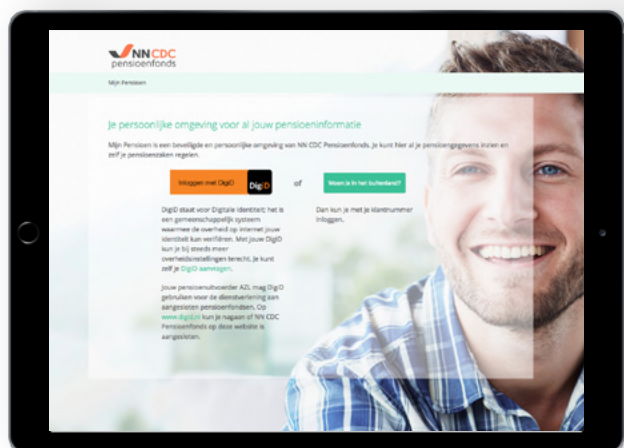 NN CDC
pensioenfonds
Mijn Pensioen
Je persoonlijke omgeving voor al jouw pensioeninformatie
Mijn Pensioen is een beveiligde en persoonlijke omgeving van NN CDC Pensioenfonds. Je kunt hier al je pensioengegevens inzien en
zelf je pensioenzaken regelen.
Inloggen met DigiD
DigiD
of
Woon je in het buitenland?
DigiD staat voor Digitale Identiteit; het is
een gemeenschappelijk systeem
waarmee de overheid op internet jouw
identiteit kan verifiëren. Met jouw DigiD
kun je bij steeds meer
overheidsinstellingen terecht. Je kunt
zelf je DigiD aanvragen.
Dan kun je met je klantnummer
inloggen.
Jouw pensioenuitvoerder AZL mag DigiD
gebruiken voor de dienstverlening aan
aangesloten pensioenfondsen. Op
www.digid.nl kun je nagaan of NN CDC
Pensioenfonds op deze website is
aangesloten.